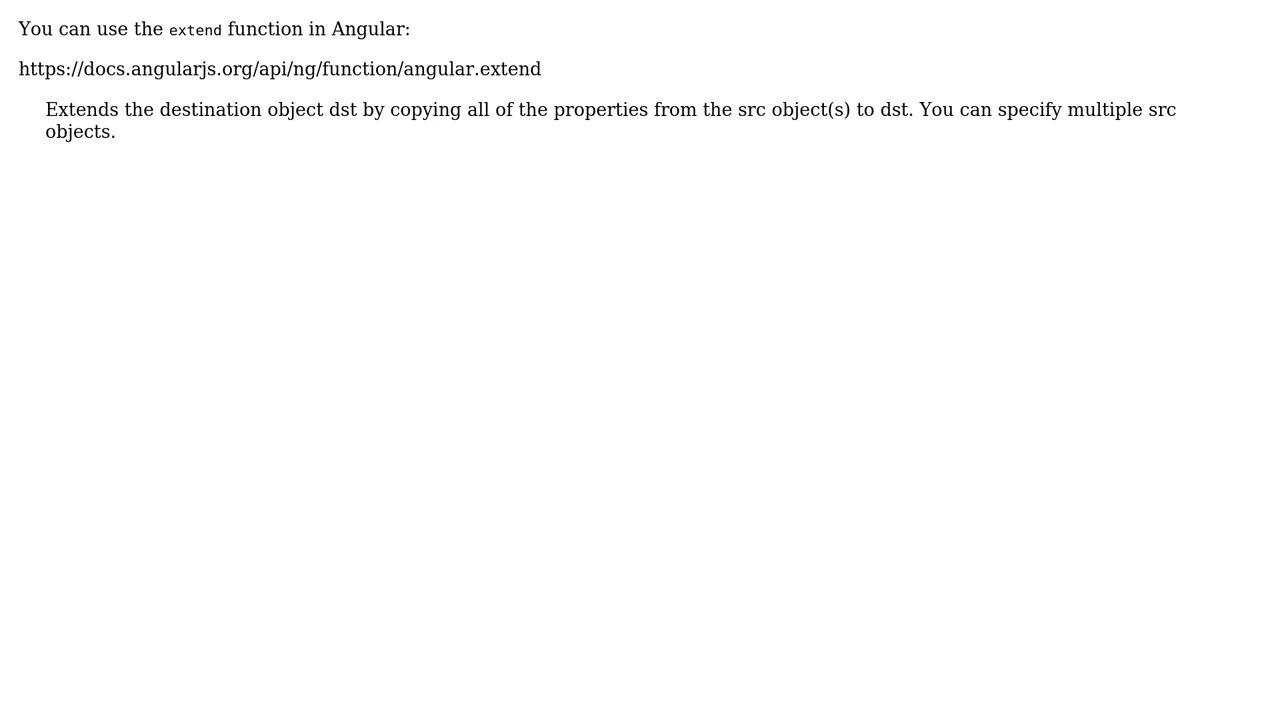 You can use the extend function in Angular:
https://docs.angularjs.org/api/ng/function/angular.extend
Extends the destination object dst by copying all of the properties from the src object(s) to dst. You can specify multiple src
objects.